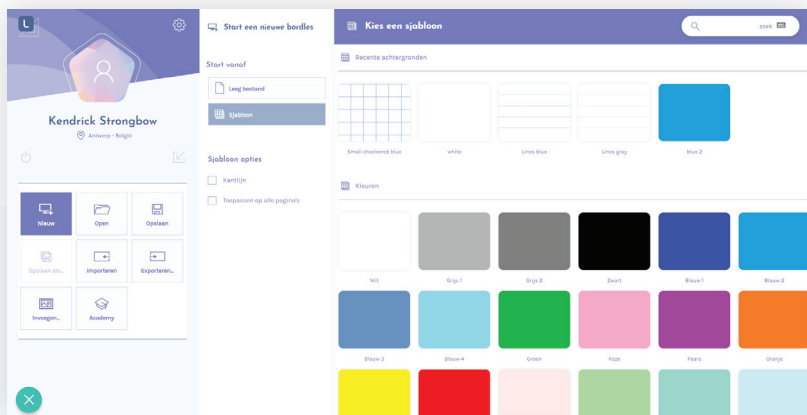 L
Kendrick Strongbow
Antwerp - België
Nieuw
Open
Opslaan
Opslaan als...
Importeren
Exporteren...
Invoegen...
Academy
Start een nieuwe bordles
Start vanaf
Leeg bestand
Sjabloon
Sjabloon opties
Kantlijn
Toepassen op alle pagina's
Kies een sjabloon
zoek
Recente achtergronden
Small checkered blue
white
Lines blue
Lines gray
blue 2
Kleuren
Wit
Grijs 1
Grijs 2
Zwart
Blauw 1
Blauw 2
Blauw 3
Blauw 4
Groen
Roze
Paars
Oranje